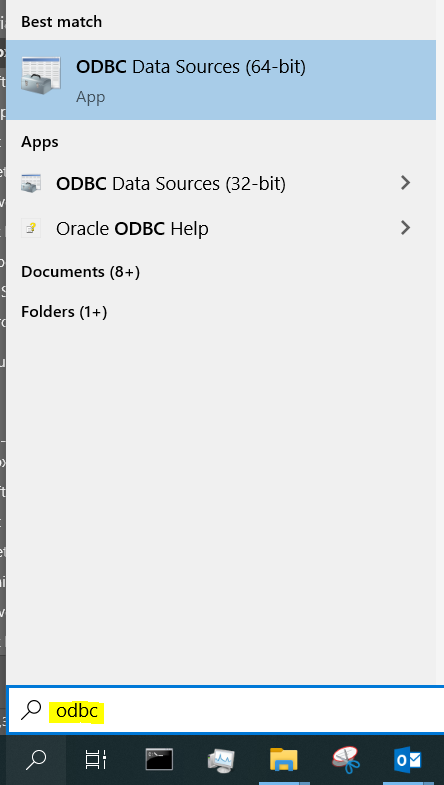 Best match
ODBC Data Sources (64-bit)
App
Apps
ODBC Data Sources (32-bit)
Oracle ODBC Help
Documents (8+)
Folders (1+)
odbc